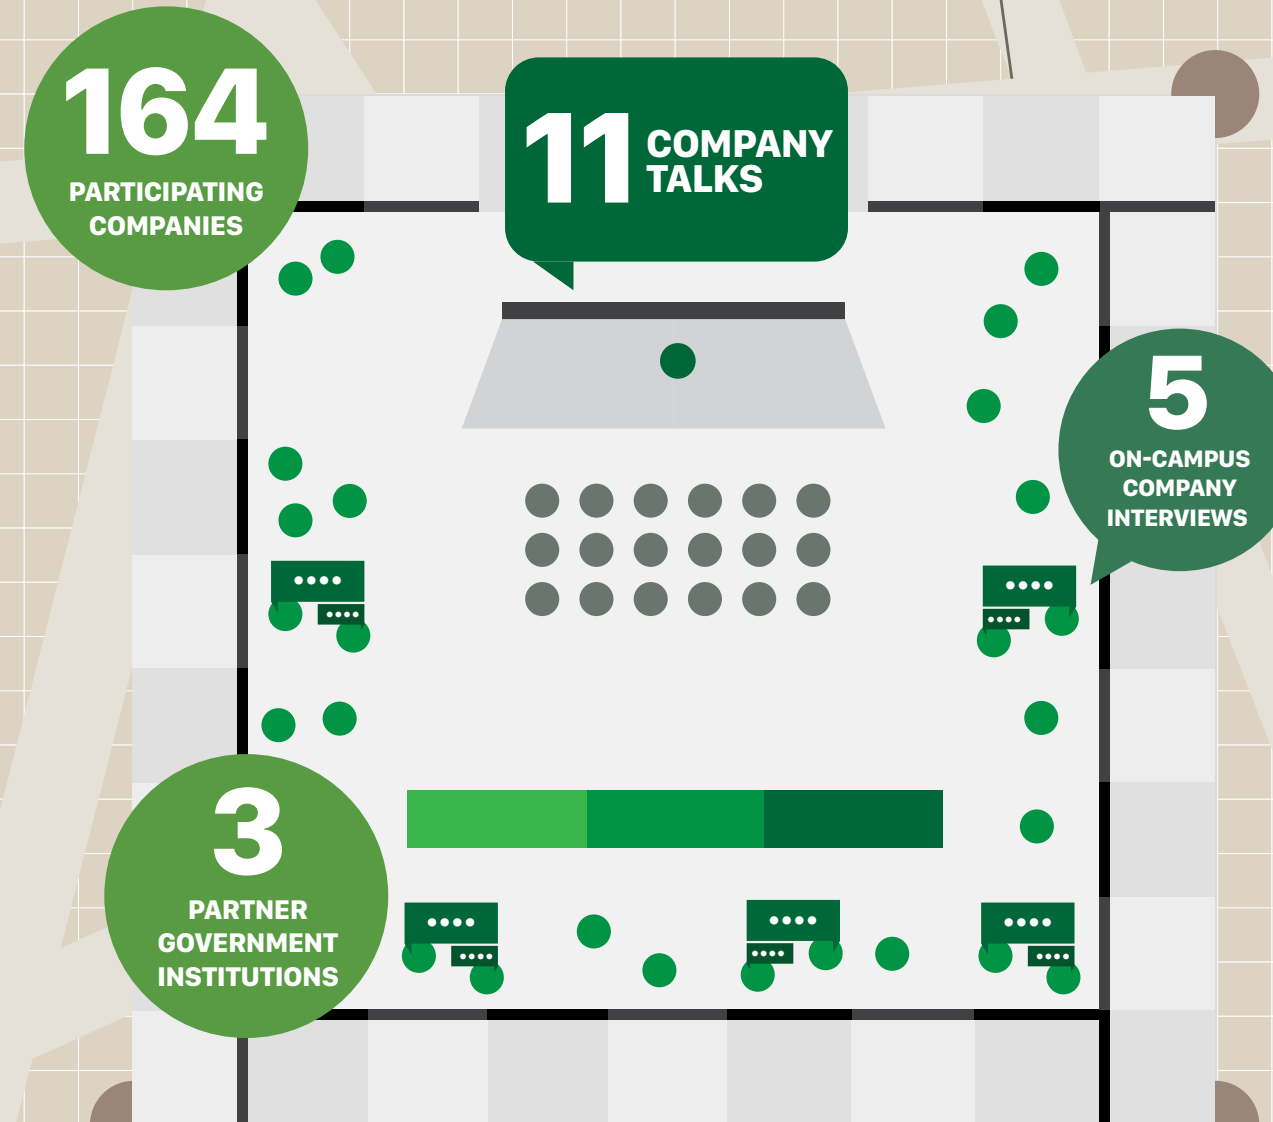 164
PARTICIPATING
COMPANIES
11 COMPANY
TALKS
5
ON-CAMPUS
COMPANY
INTERVIEWS
3
PARTNER
GOVERNMENT
INSTITUTIONS